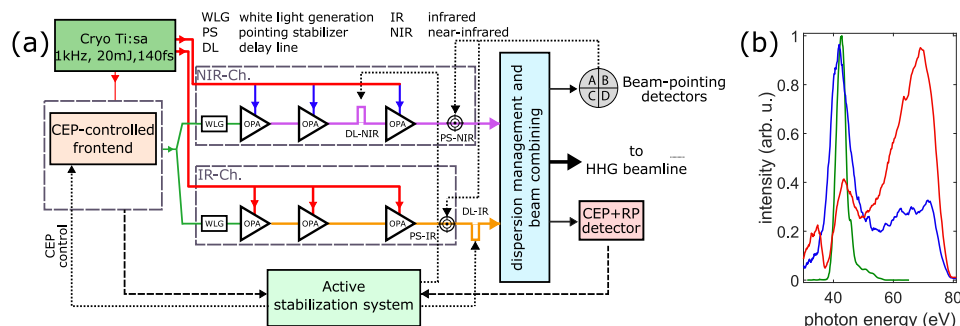 (a)
Cryo Ti:sa
1kHz, 20mJ,140fs
WLG white light generation
PS pointing stabilizer
DL delay line
IR infrared
NIR near-infrared
NIR-Ch.
CEP-controlled
frontend
WLG
OPA
OPA
DL-NIR
OPA
PS-NIR
IR-Ch.
WLG
OPA
OPA
OPA
PS-IR
DL-IR
CEP
control
Active
stabilization system
dispersion management and
beam combining
A B
C D
Beam-pointing
detectors
to
HHG beamline
CEP+RP
detector
(b)
intensity (arb. u.)
1
0.8
0.6
0.4
0.2
0
40 60 80
photon energy (eV)